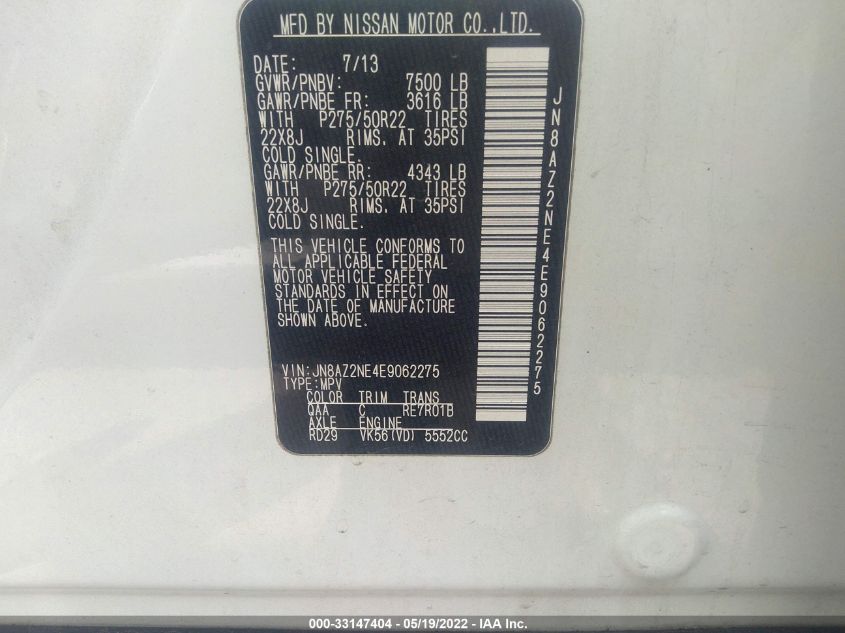 MFD BY NISSAN MOTOR CO.,LTD.
DATE: 7/13
GVWR/PNBV: 7500 LB
GAWR/PNBE FR: 3616 LB
WITH P275/50R22 TIRES
22X8J RIMS. AT 35PSI
COLD SINGLE.
GAWR/PNBE RR: 4343 LB
WITH P275/50R22 TIRES
22X8J RIMS. AT 35PSI
COLD SINGLE.
THIS VEHICLE CONFORMS TO
ALL APPLICABLE FEDERAL
MOTOR VEHICLE SAFETY
STANDARDS IN EFFECT ON
THE DATE OF MANUFACTURE
SHOWN ABOVE.
VIN:JN8AZ2NE4E9062275
TYPE:MPV
COLOR TRIM TRANS
QAA C RE7R01B
AXLE ENGINE
RD29 VK56(VD) 5552CC
JN8AZ2NE4E9062275
000-33147404 - 05/19/2022 - IAA Inc.